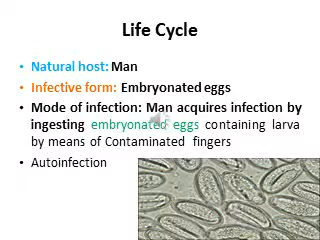 Life Cycle
• Natural host: Man
• Infective form: Embryonated eggs
• Mode of infection: Man acquires infection by
ingesting embryonated eggs containing larva
by means of Contaminated fingers
• Autoinfection